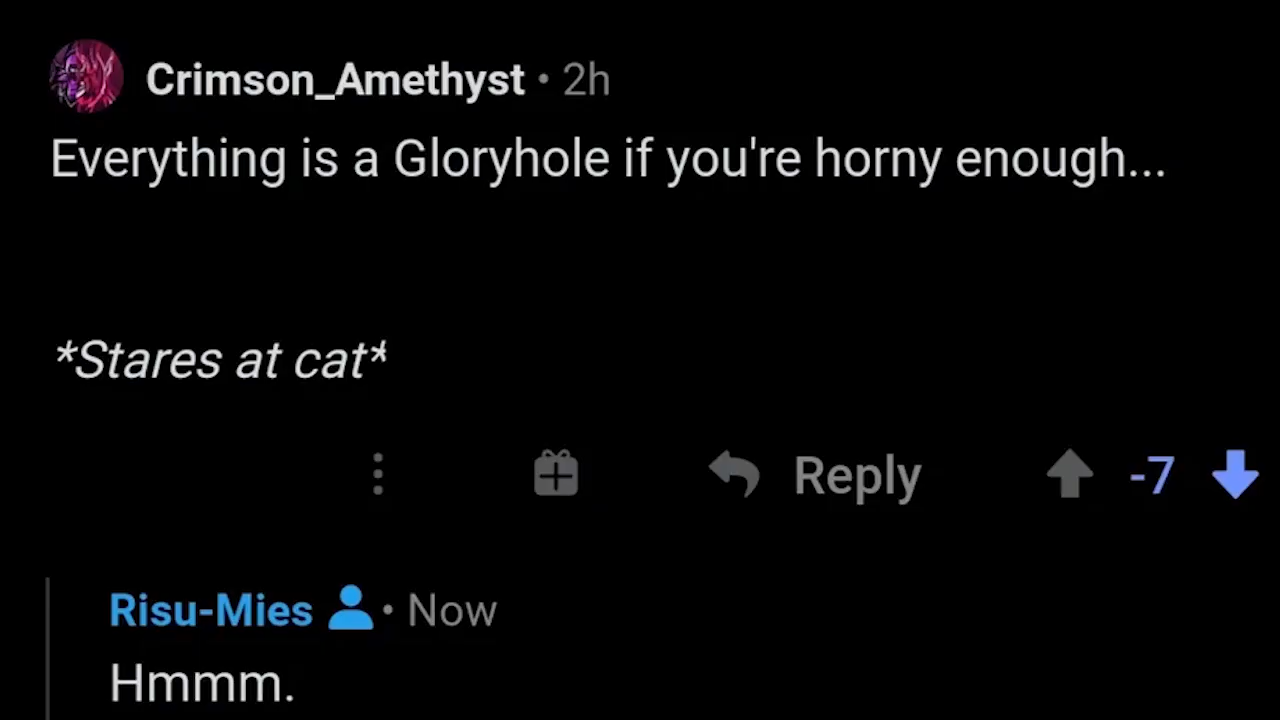 Crimson_Amethyst • 2h
Everything is a Gloryhole if you're horny enough...
*Stares at cat*
Reply -7
Risu-Mies • Now
Hmmm.